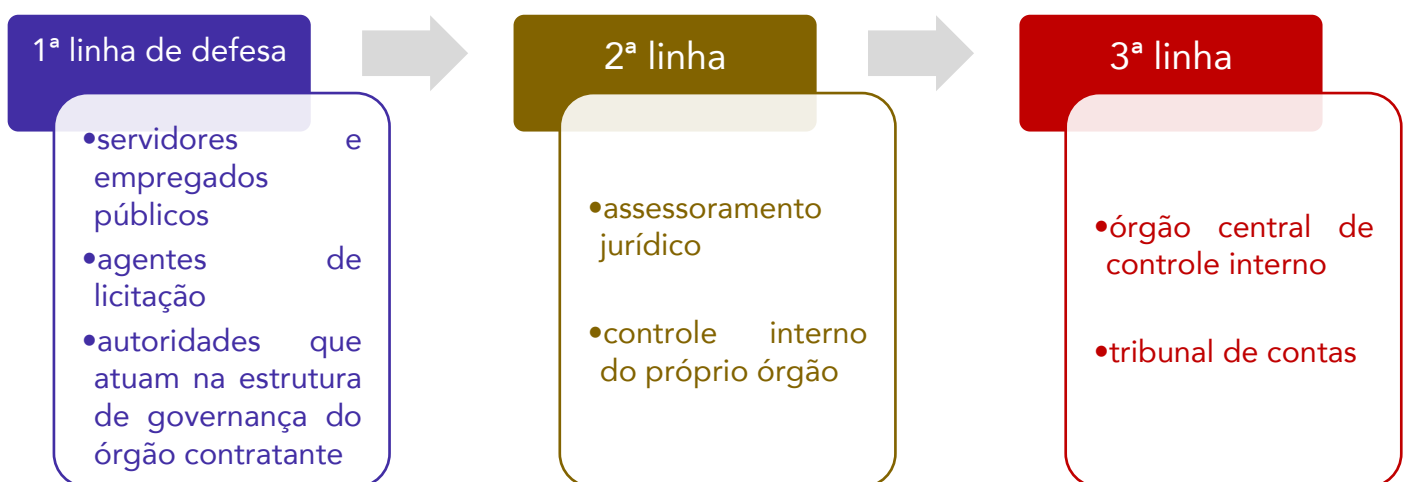 1ª linha de defesa
•servidores e
empregados
públicos
•agentes de
licitação
•autoridades que
atuam na estrutura
de governança do
órgão contratante
2ª linha
•assessoramento
jurídico
•controle interno
do próprio órgão
3ª linha
•órgão central de
controle interno
•tribunal de contas